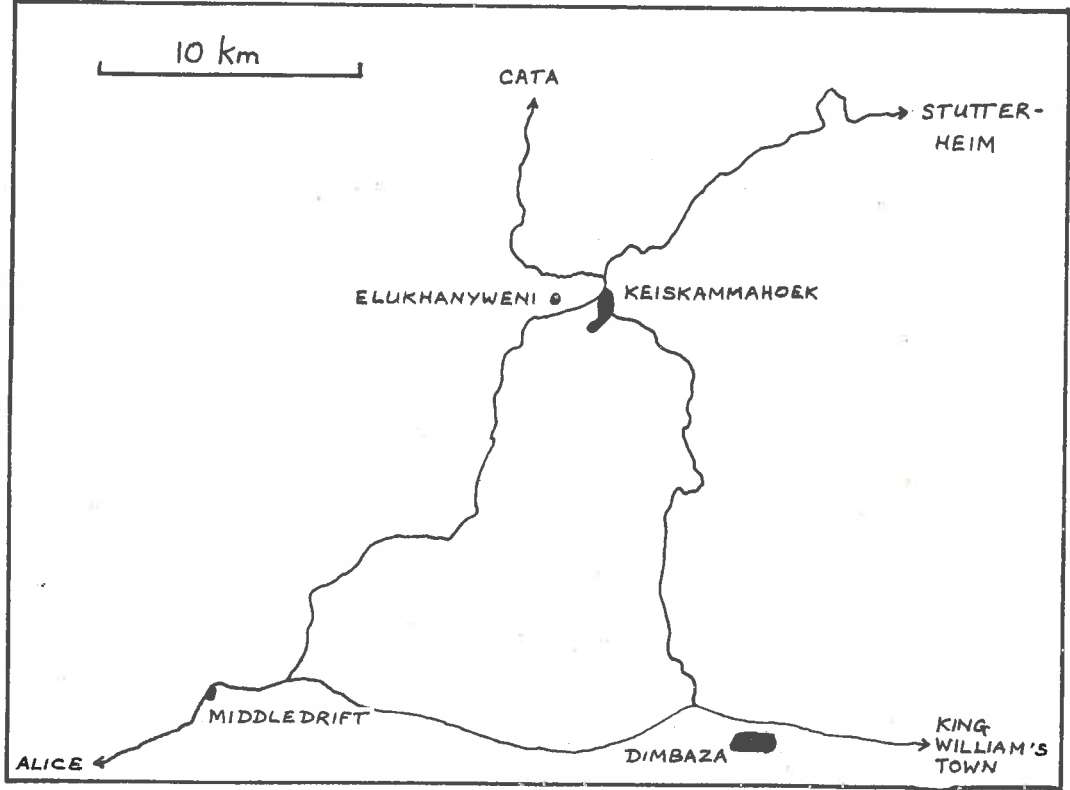 10 km
CATA
STUTTER-
HEIM
ELUKHANYWENI
KEISKAMMAHOEK
MIDDLEDRIFT
ALICE
DIMBAZA
KING
WILLIAM'S
TOWN